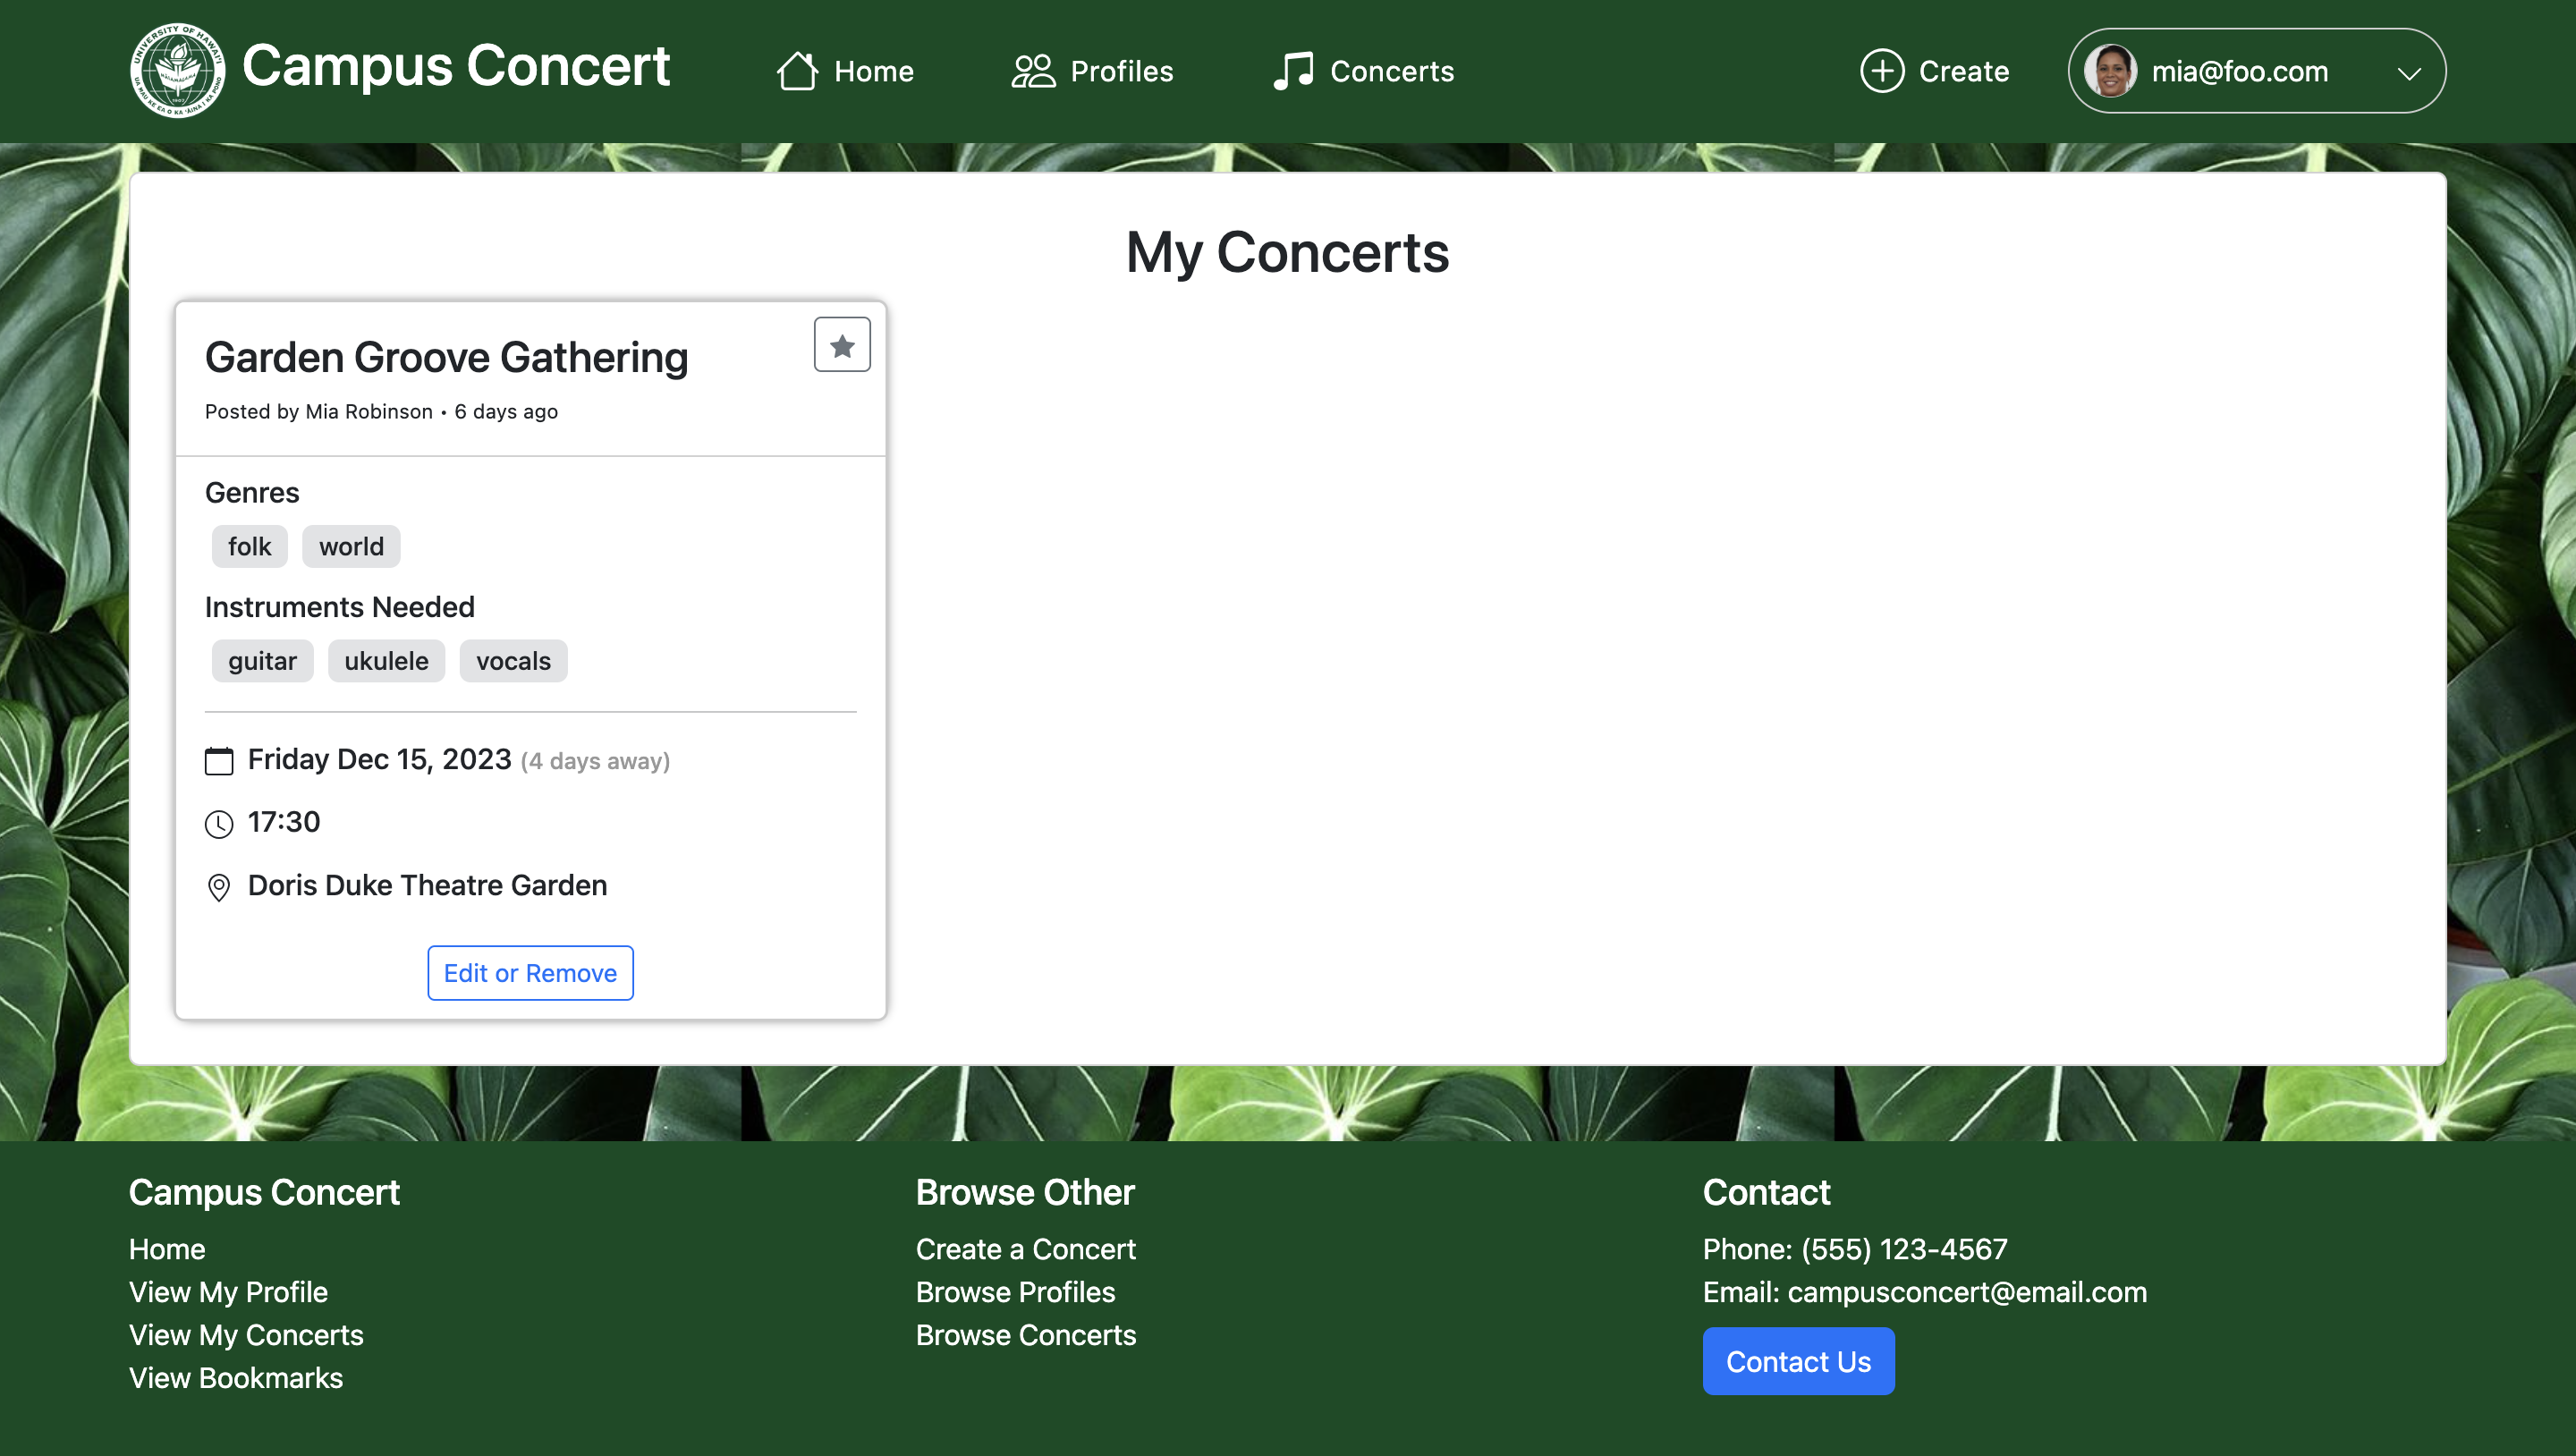 UNIVERSITY OF HAWAI'I
Campus Concert
Home
Profiles
Concerts
Create
mia@foo.com
My Concerts
Garden Groove Gathering
Posted by Mia Robinson • 6 days ago
Genres
folk world
Instruments Needed
guitar ukulele vocals
Friday Dec 15, 2023 (4 days away)
17:30
Doris Duke Theatre Garden
Edit or Remove
Campus Concert
Home
View My Profile
View My Concerts
View Bookmarks
Browse Other
Create a Concert
Browse Profiles
Browse Concerts
Contact
Phone: (555) 123-4567
Email: campusconcert@email.com
Contact Us